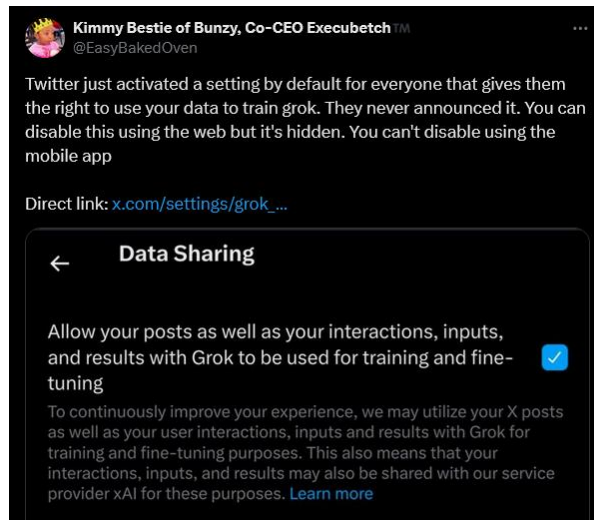 Kimmy Bestie of Bunzy, Co-CEO Execubetch™
@EasyBakedOven
Twitter just activated a setting by default for everyone that gives them
the right to use your data to train grok. They never announced it. You can
disable this using the web but it's hidden. You can't disable using the
mobile app
Direct link: x.com/settings/grok_...
Data Sharing
Allow your posts as well as your interactions, inputs,
and results with Grok to be used for training and fine-
tuning
To continuously improve your experience, we may utilize your X posts
as well as your user interactions, inputs and results with Grok for
training and fine-tuning purposes. This also means that your
interactions, inputs, and results may also be shared with our service
provider xAI for these purposes. Learn more